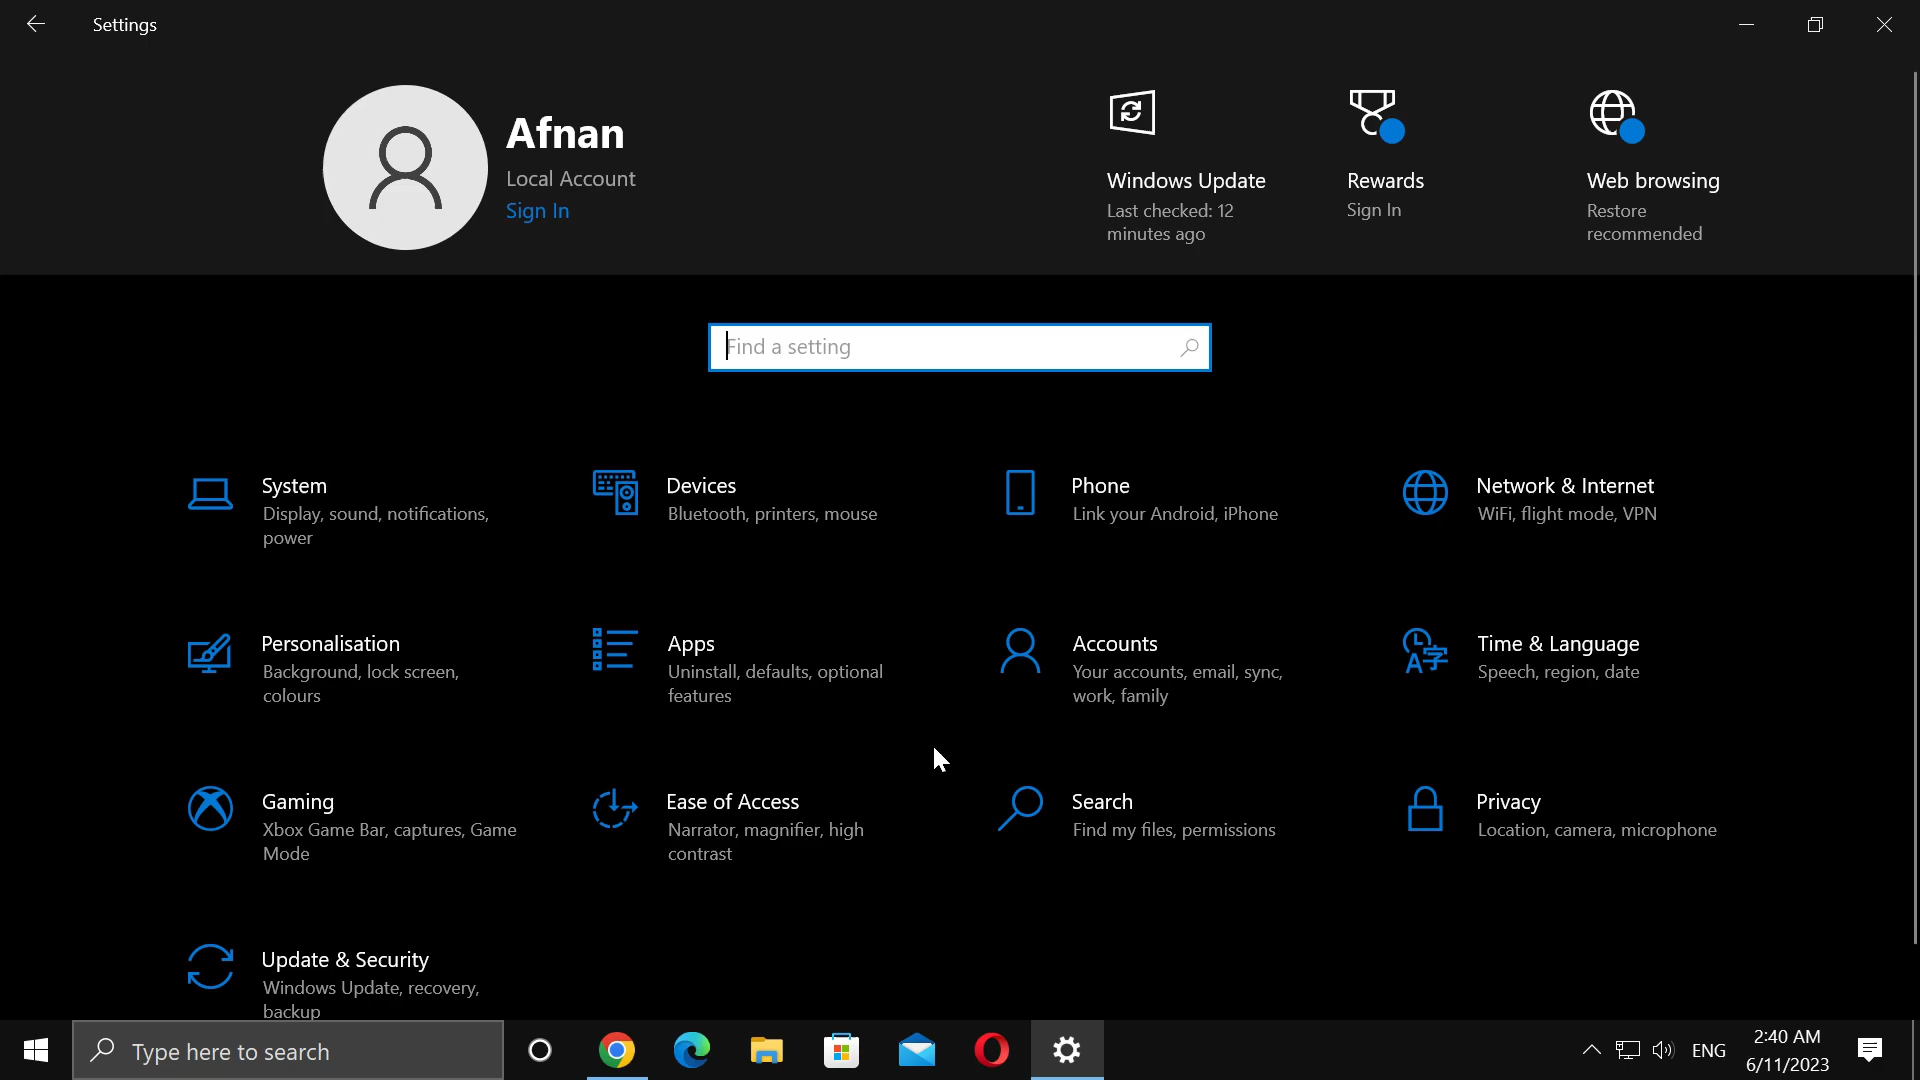 Settings
Afnan
Local Account
Sign In
Windows Update
Last checked: 12
minutes ago
Rewards
Sign In
Web browsing
Restore
recommended
Find a setting
System
Display, sound, notifications,
power
Devices
Bluetooth, printers, mouse
Phone
Link your Android, iPhone
Network & Internet
WiFi, flight mode, VPN
Personalisation
Background, lock screen,
colours
Apps
Uninstall, defaults, optional
features
Accounts
Your accounts, email, sync,
work, family
Time & Language
Speech, region, date
Gaming
Xbox Game Bar, captures, Game
Mode
Ease of Access
Narrator, magnifier, high
contrast
Search
Find my files, permissions
Privacy
Location, camera, microphone
Update & Security
Windows Update, recovery,
backup
Type here to search
ENG
2:40 AM
6/11/2023